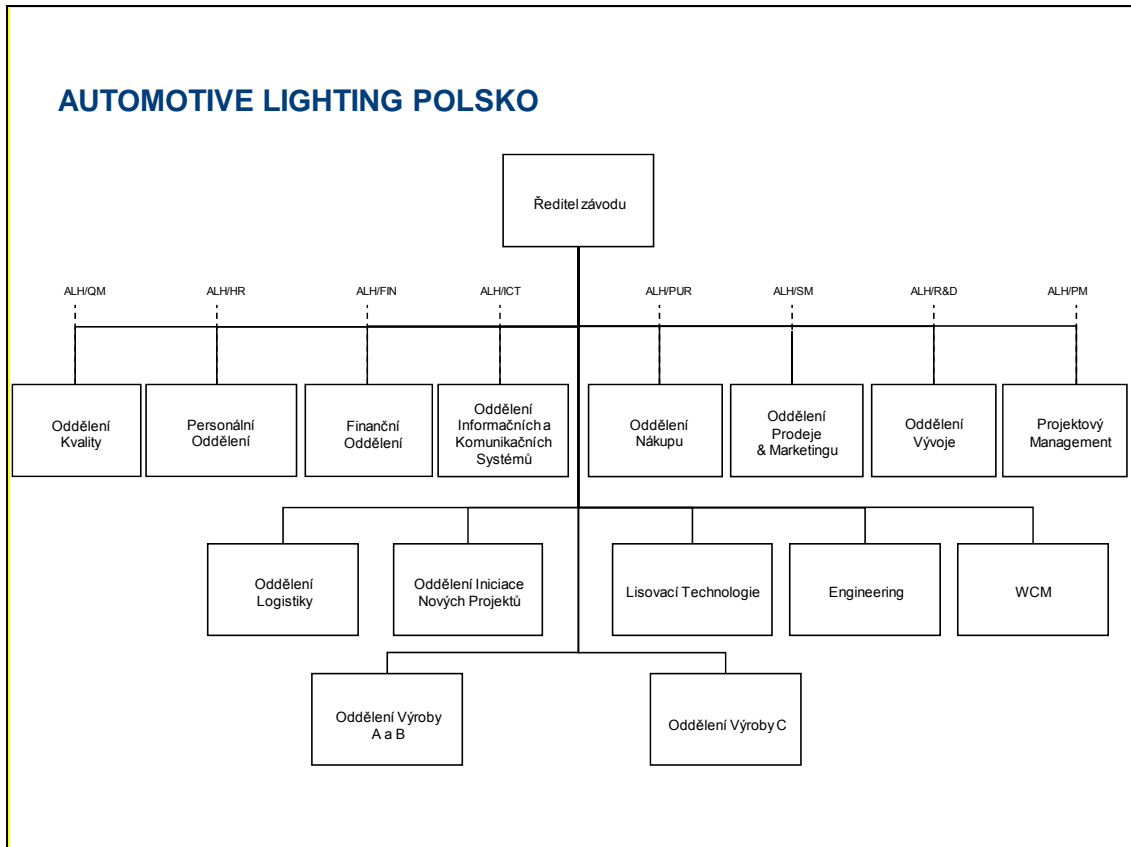 AUTOMOTIVE LIGHTING POLSKO
Ředitel závodu
ALH/QM
ALH/HR
ALH/FIN
ALH/ICT
ALH/PUR
ALH/SM
ALH/R&D
ALH/PM
Oddělení
Kvality
Personální
Oddělení
Finanční
Oddělení
Oddělení
Informačních a
Komunikačních
Systémů
Oddělení
Nákupu
Oddělení
Prodeje
& Marketingu
Oddělení
Vývoje
Projektový
Management
Oddělení
Logistiky
Oddělení Iniciace
Nových Projektů
Lisovací Technologie
Engineering
WCM
Oddělení Výroby
A a B
Oddělení Výroby C